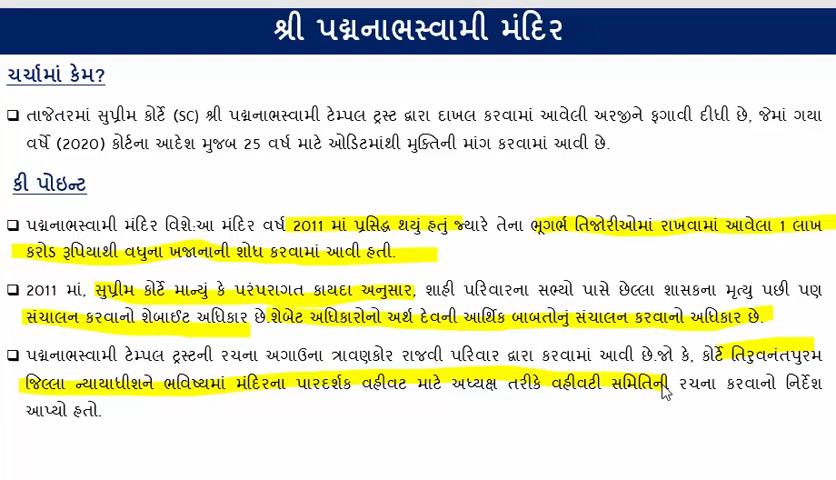 શ્રી પદ્મનાભસ્વામી મંદિર
ચર્ચામાં કેમ?
તાજેતરમાં સુપ્રીમ કોર્ટે (SC) શ્રી પદ્મનાભસ્વામી ટેમ્પલ ટ્રસ્ટ દ્વારા દાખલ કરવામાં આવેલી અરજીને ફગાવી દીધી છે, જેમાં ગયા
વર્ષે (2020) કોર્ટના આદેશ મુજબ 25 વર્ષ માટે ઓડિટમાંથી મુક્તિની માંગ કરવામાં આવી છે.
કી પોઇન્ટ
પદ્મનાભસ્વામી મંદિર વિશે:આ મંદિર વર્ષ 2011 માં પ્રસિદ્ધ થયું હતું જ્યારે તેના ભૂગર્ભ તિજોરીઓમાં રાખવામાં આવેલા 1 લાખ
કરોડ રૂપિયાથી વધુના ખજાનાની શોધ કરવામાં આવી હતી.
2011 માં, સુપ્રીમ કોર્ટે માન્યું કે પરંપરાગત કાયદા અનુસાર, શાહી પરિવારના સભ્યો પાસે છેલ્લા શાસકના મૃત્યુ પછી પણ
સંચાલન કરવાનો શેબાઈટ અધિકાર છે.શેબેટ અધિકારોનો અર્થ દેવની આર્થિક બાબતોનું સંચાલન કરવાનો અધિકાર છે.
પદ્મનાભસ્વામી ટેમ્પલ ટ્રસ્ટની રચના અગાઉના ત્રાવણકોર રાજવી પરિવાર દ્વારા કરવામાં આવી છે.જો કે, કોર્ટે તિરુવનંતપુરમ
જિલ્લા ન્યાયાધીશને ભવિષ્યમાં મંદિરના પારદર્શક વહીવટ માટે અધ્યક્ષ તરીકે વહીવટી સમિતિની રચના કરવાનો નિર્દેશ
આપ્યો હતો.